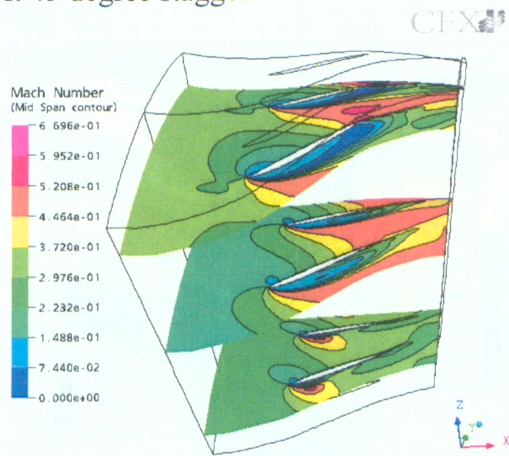 CFX
Mach Number
(Mid Span contour)
6.696e-01
5.952e-01
5.208e-01
4.464e-01
3.720e-01
2.976e-01
2.232e-01
1.488e-01
7.440e-02
0.000e+00
Z
Y
X